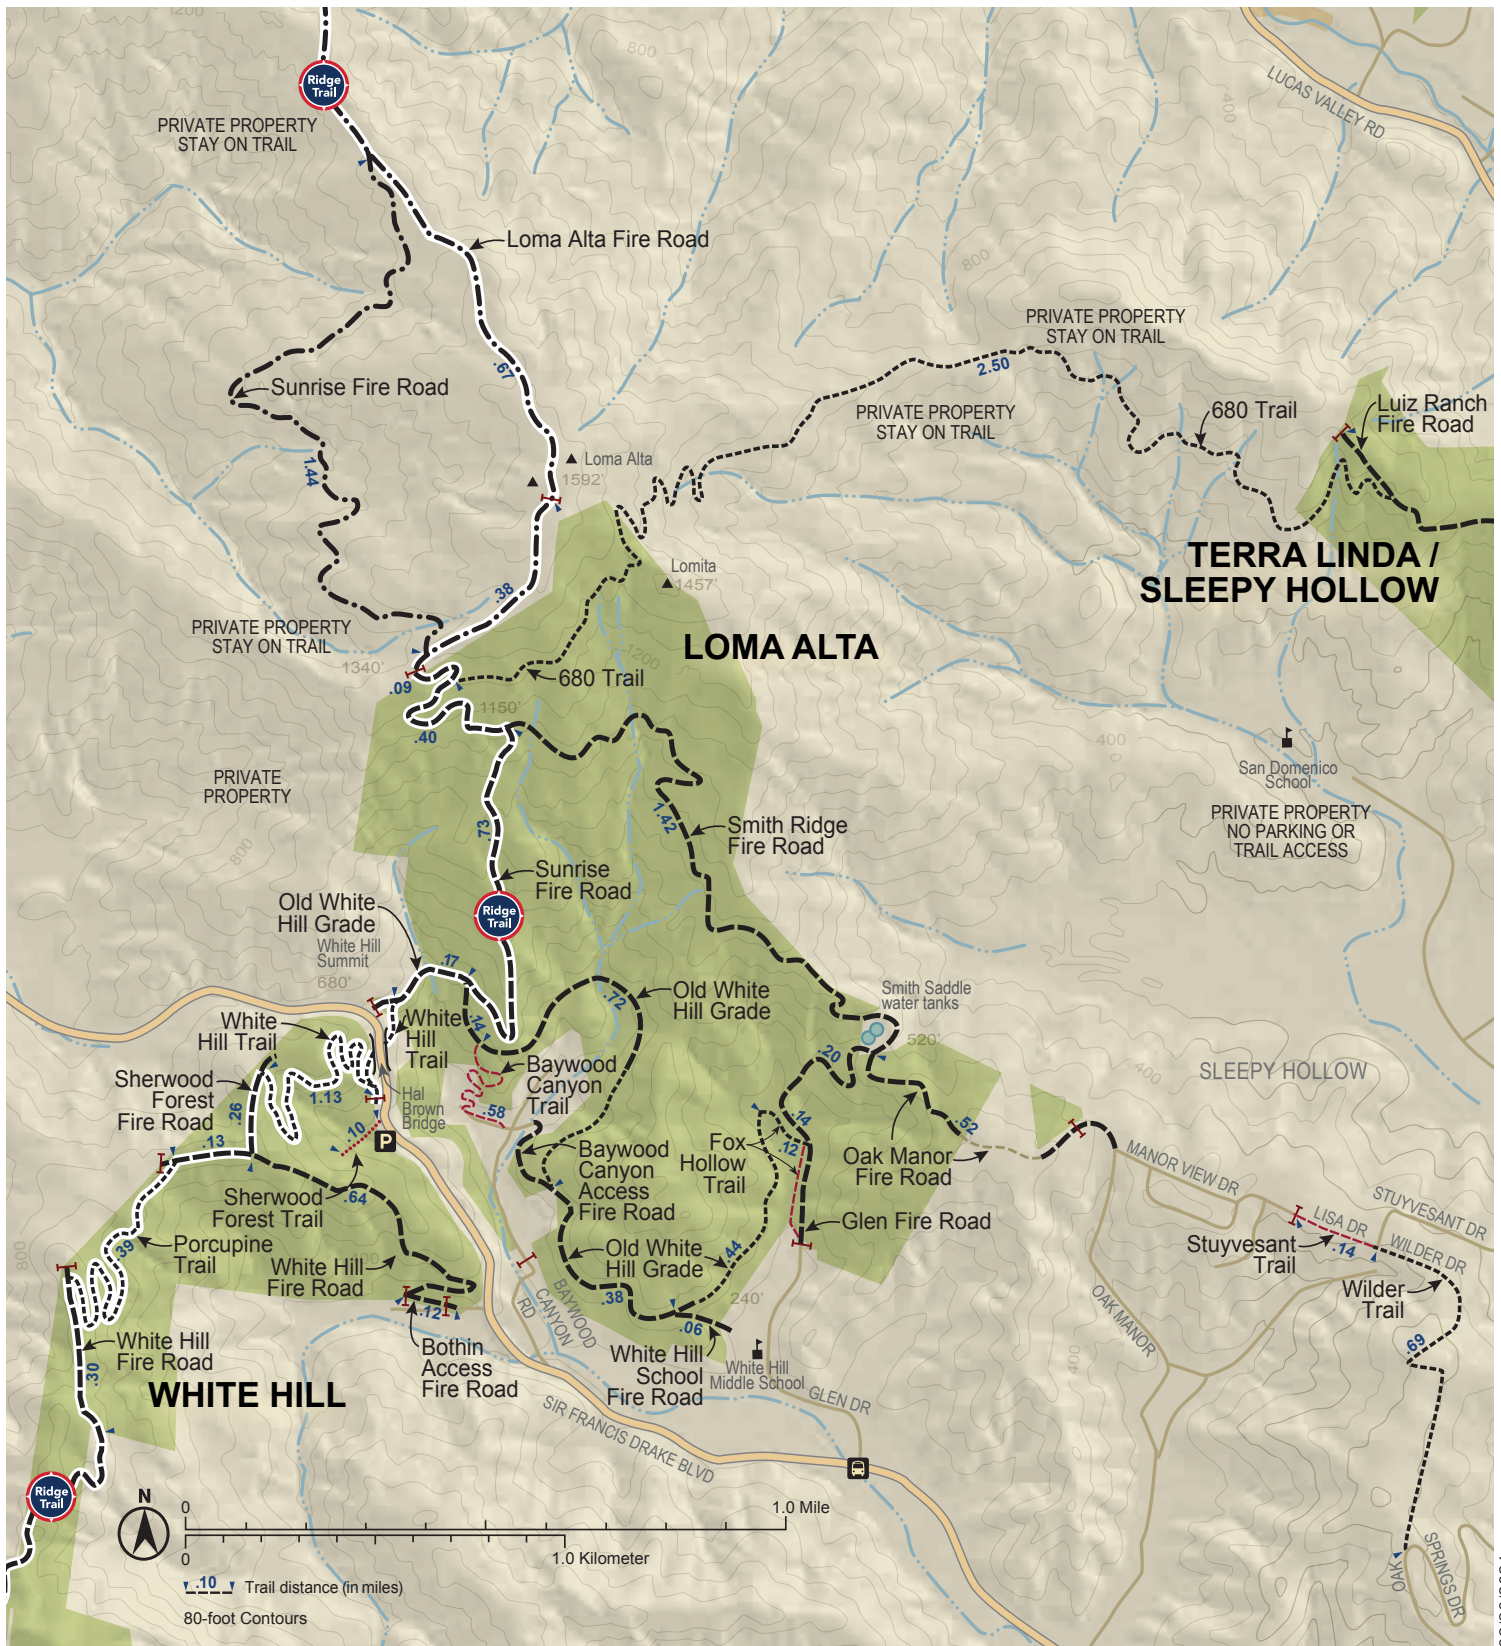 1200
800
Ridge
Trail
LUCAS VALLEY RD
400
PRIVATE PROPERTY
STAY ON TRAIL
Loma Alta Fire Road
800
PRIVATE PROPERTY
STAY ON TRAIL
.67
2.50
Sunrise Fire Road
PRIVATE PROPERTY
STAY ON TRAIL
680 Trail
Luiz Ranch
Fire Road
1.44
Loma Alta
1592'
TERRA LINDA /
SLEEPY HOLLOW
Lomita
1457'
.38
PRIVATE PROPERTY
STAY ON TRAIL
1340'
1200
LOMA ALTA
.09
680 Trail
1150'
.40
400
San Domenico
School
PRIVATE
PROPERTY
PRIVATE PROPERTY
NO PARKING OR
TRAIL ACCESS
1.42
.73
Smith Ridge
Fire Road
800
Sunrise
Fire Road
Old White
Hill Grade
Ridge
Trail
White Hill
Summit
680'
.17
.72
Old White
Hill Grade
Smith Saddle
water tanks
520'
White
Hill Trail
White
Hill
Trail
.14
.20
400
SLEEPY HOLLOW
Sherwood
Forest
Fire Road
1.13
Hal
Brown
Bridge
Baywood
Canyon
Trail
.58
.26
.10
P
.14
.52
.13
.12
Fox
Hollow
Trail
Baywood
Canyon
Access
Fire Road
Oak Manor
Fire Road
MANOR VIEW DR
STUYVESANT DR
Sherwood
Forest Trail
.64
Glen Fire Road
LISA DR
WILDER DR
.39
Porcupine
Trail
White Hill
Fire Road
400
Old White
Hill Grade
.44
Stuyvesant
Trail
.14
800
.12
BAYWOOD
CANYON
RD
.38
240'
OAK MANOR
Wilder
Trail
.06
White Hill
Fire Road
.30
Bothin
Access
Fire Road
White Hill
School
Fire Road
White Hill
Middle School
400
.69
WHITE HILL
SIR FRANCIS DRAKE BLVD
GLEN DR
Ridge
Trail
N
0
1.0 Mile
0
1.0 Kilometer
OAK
SPRINGS DR
.10
Trail distance (in miles)
80-foot Contours